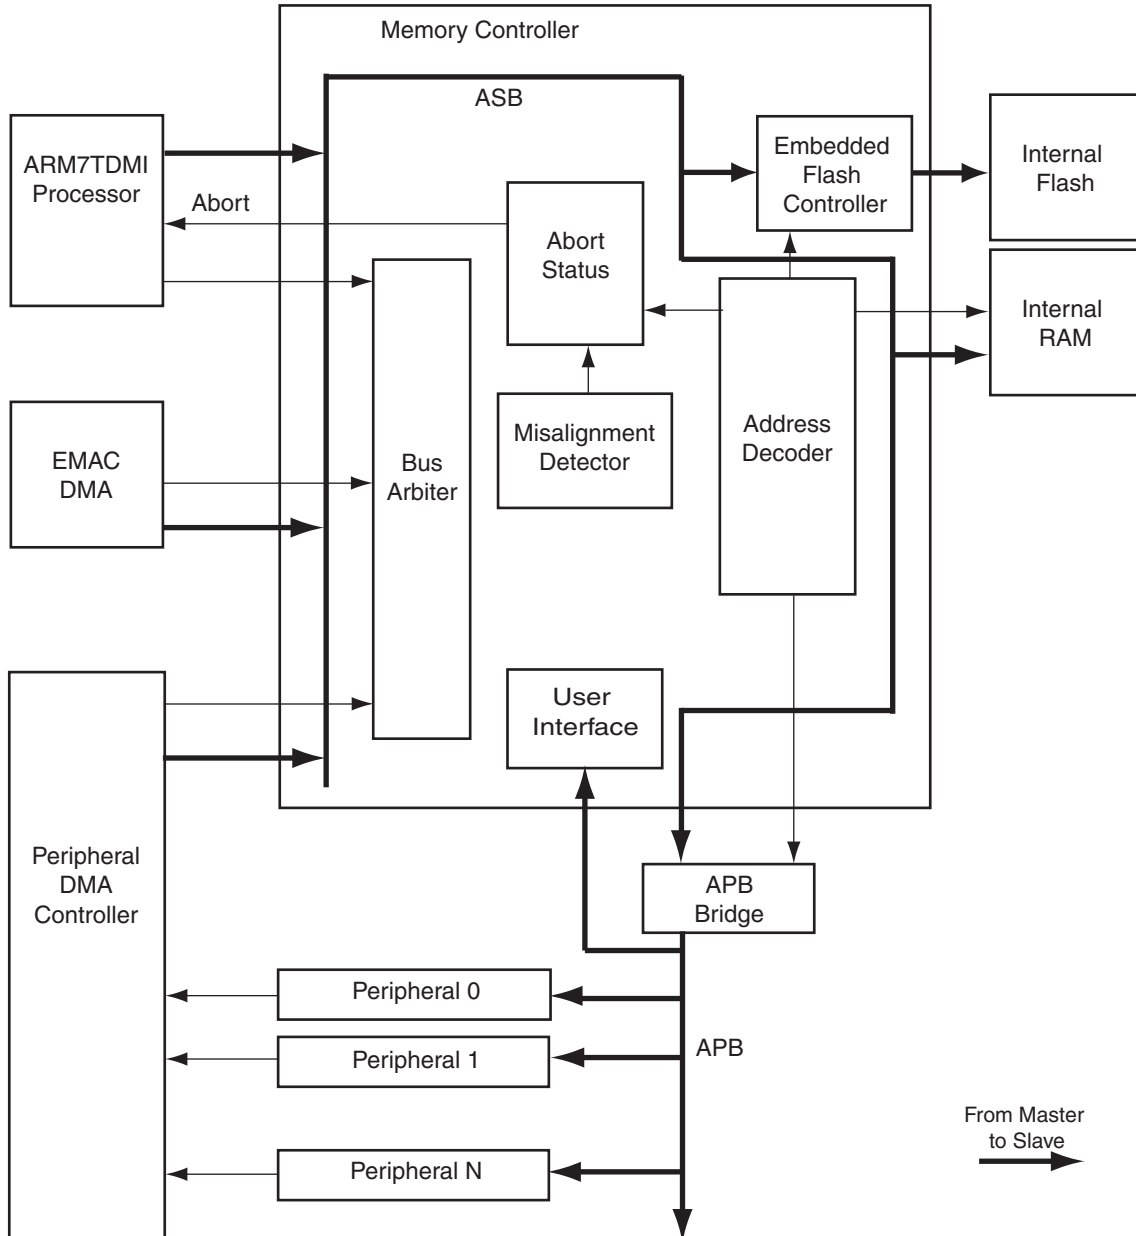 Memory Controller
ASB
ARM7TDMI
Processor
Abort
Abort
Status
Embedded
Flash
Controller
Internal
Flash
Internal
RAM
EMAC
DMA
Bus
Arbiter
Misalignment
Detector
Address
Decoder
User
Interface
Peripheral
DMA
Controller
APB
Bridge
Peripheral 0
Peripheral 1
APB
Peripheral N
From Master
to Slave